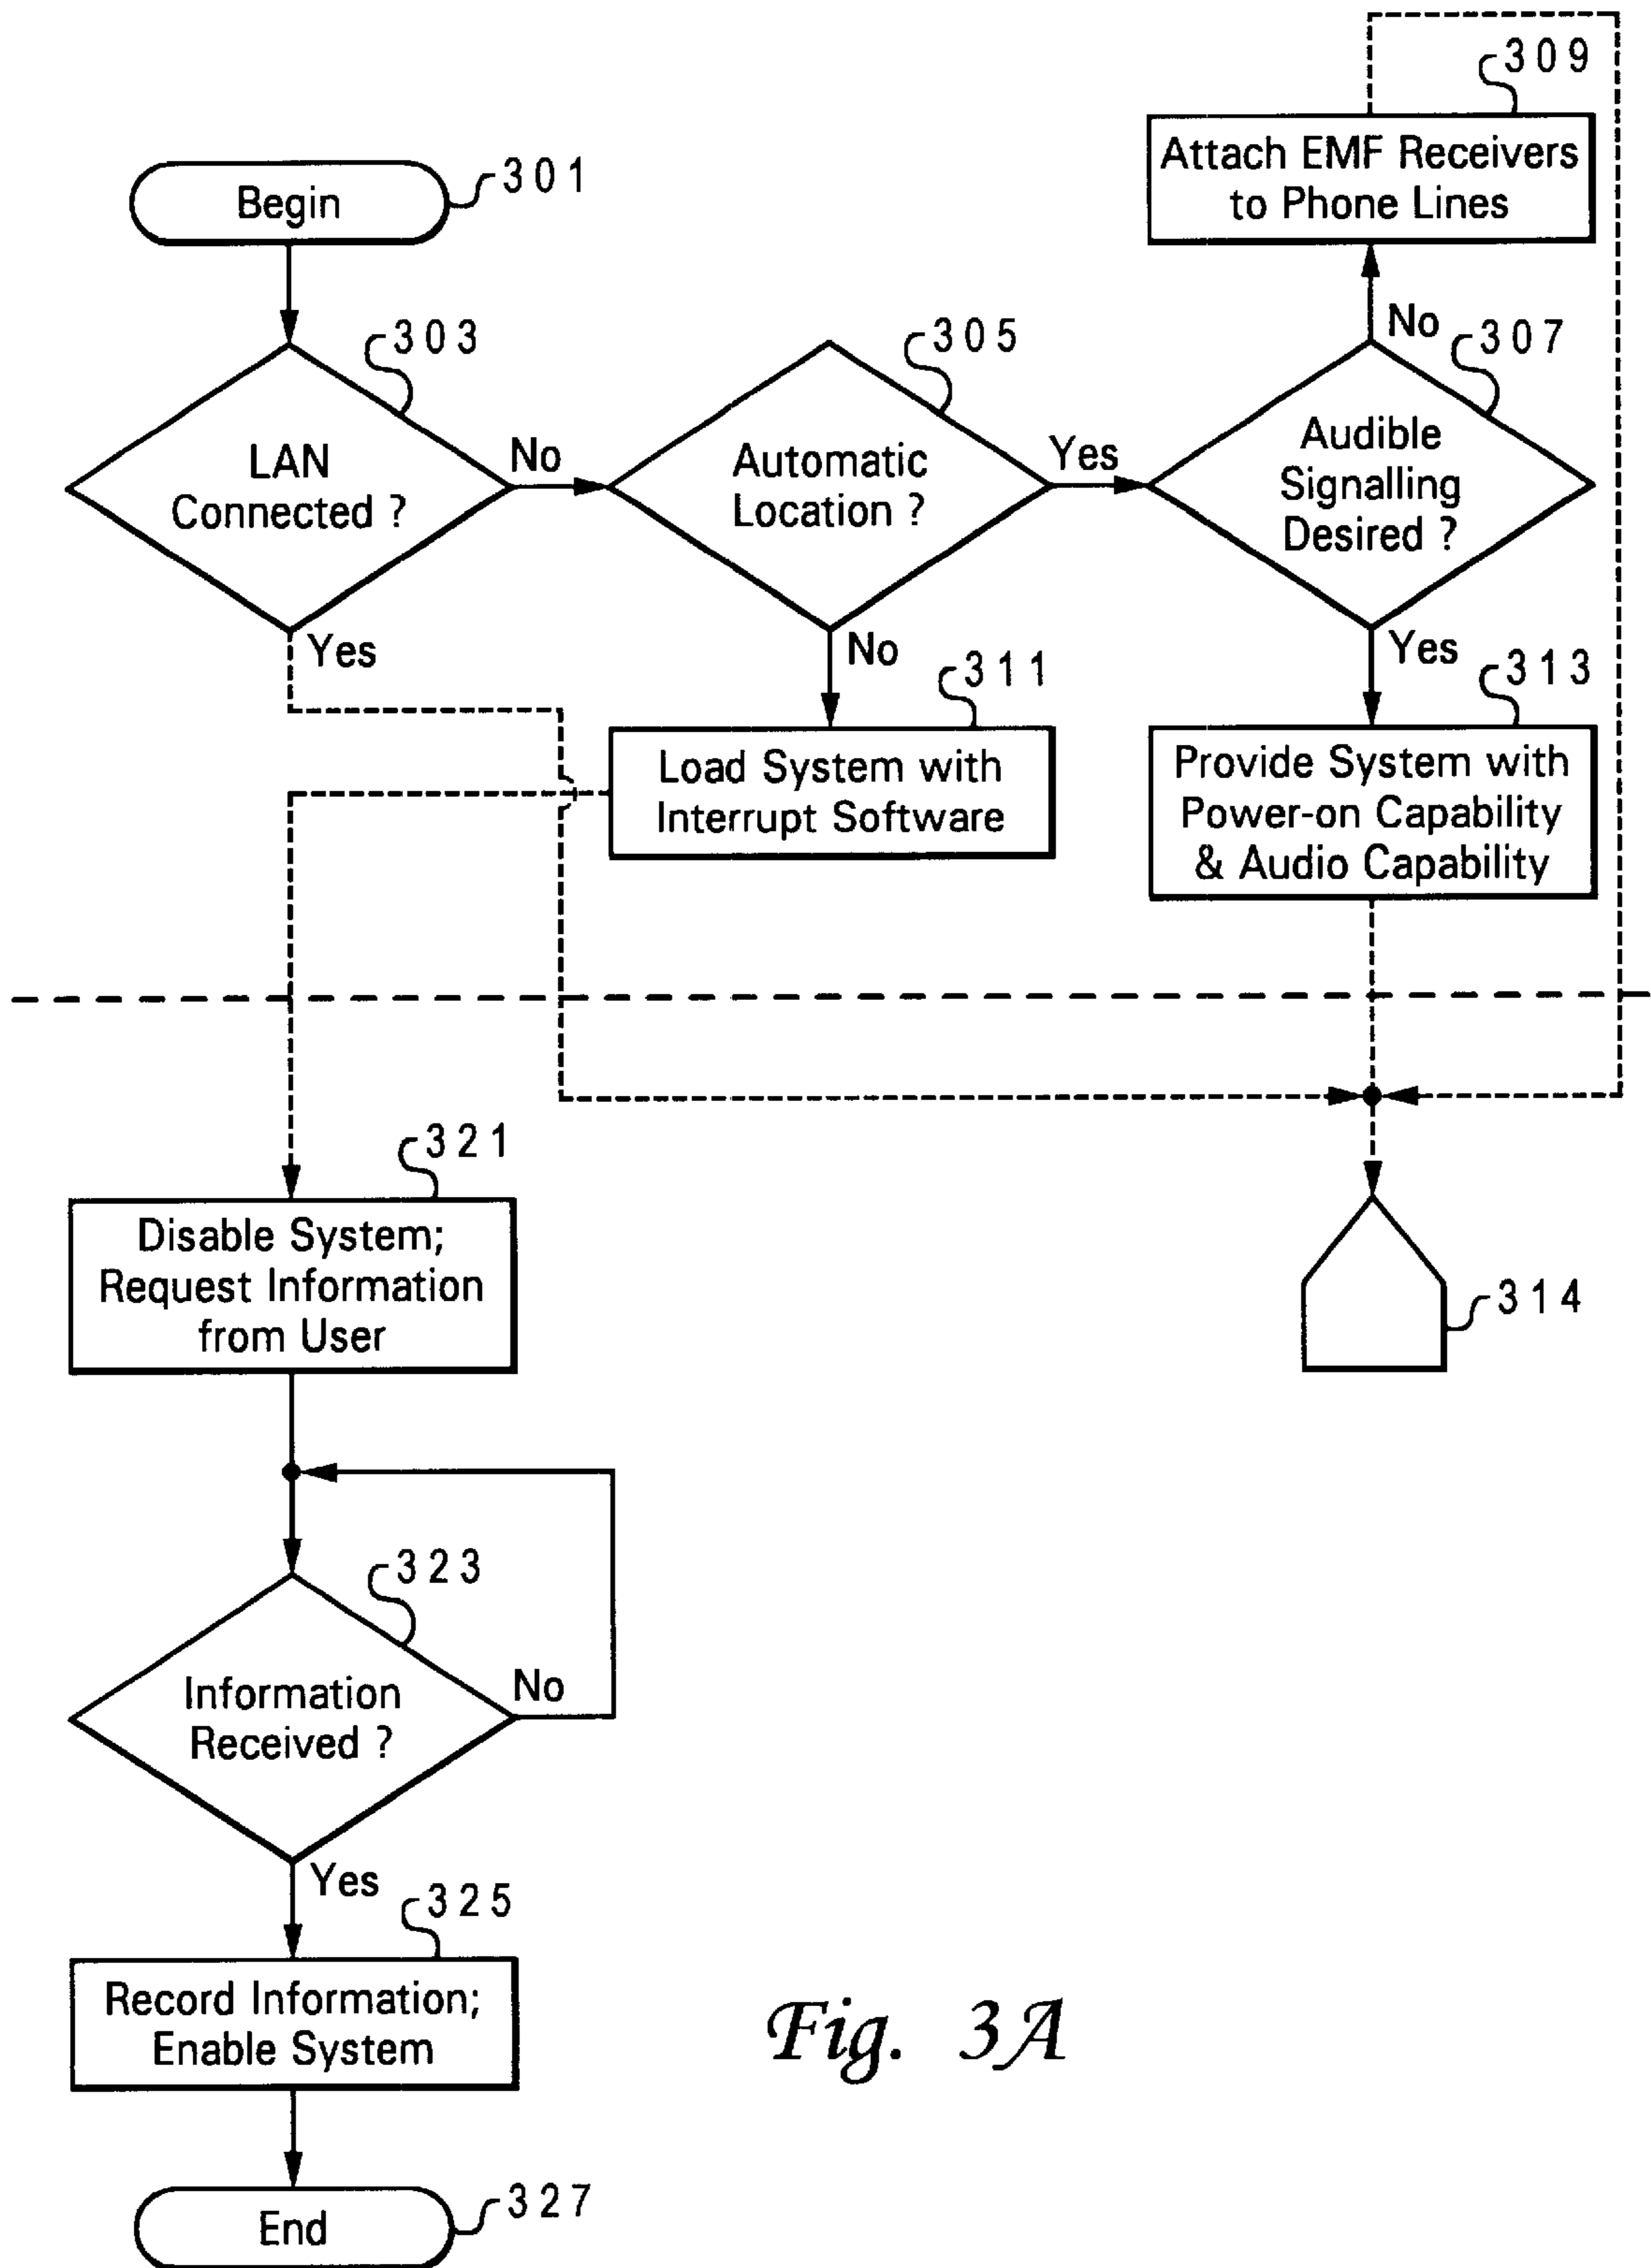 309
Attach EMF Receivers
to Phone Lines
301
Begin
303
305
No
307
LAN
Connected ?
No
Automatic
Location ?
Yes
Audible
Signalling
Desired ?
Yes
No
311
Yes
313
Load System with
Interrupt Software
Provide System with
Power-on Capability
& Audio Capability
321
Disable System;
Request Information
from User
314
323
Information
Received ?
No
Yes
325
Record Information;
Enable System
Fig. 3A
End
327